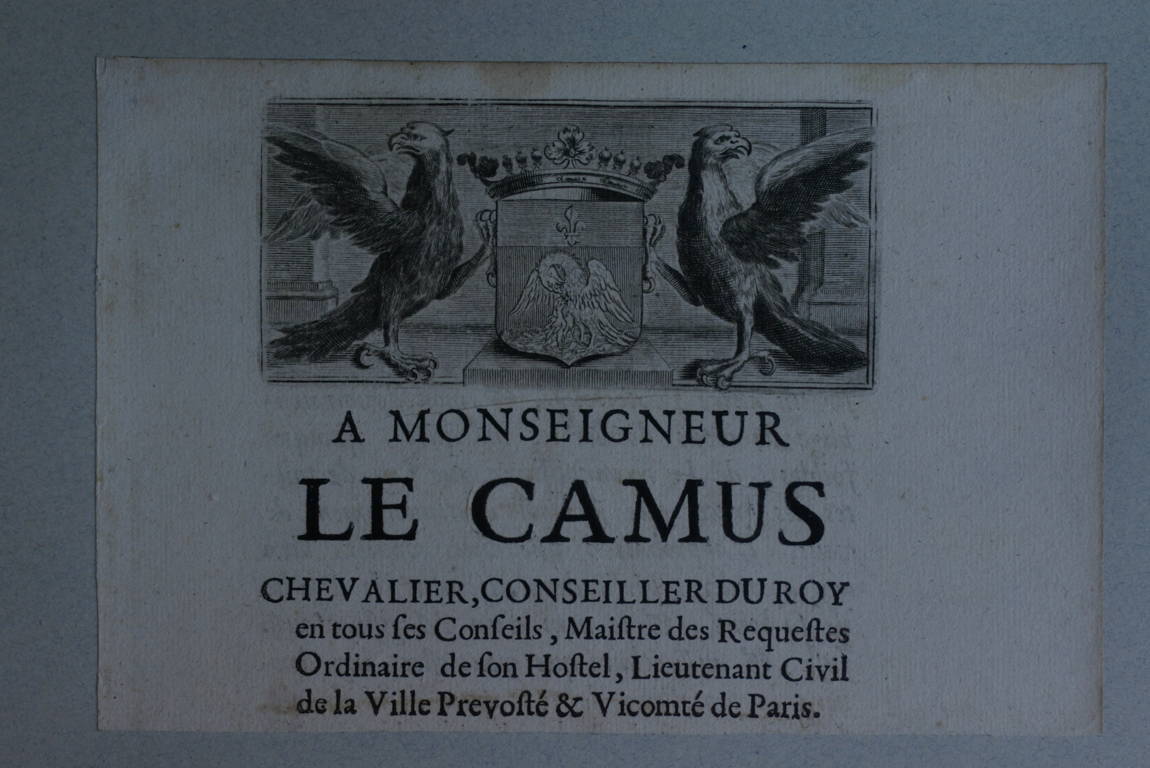 A MONSEIGNEUR
LE CAMUS
CHEVALIER, CONSEILLER DU ROY
en tous ſes Conſeils, Maiſtre des Requeſtes
Ordinaire de ſon Hoſtel, Lieutenant Civil
de la Ville Prevoſté & Vicomté de Paris.